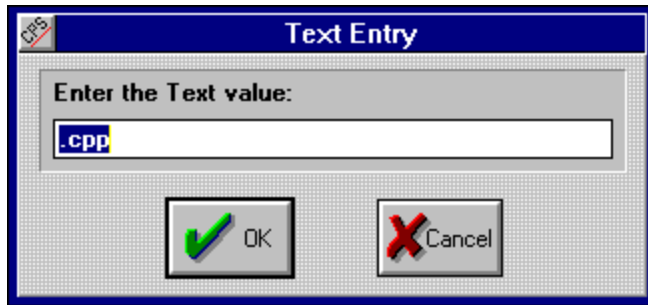 CPS
Text Entry
Enter the Text value:
.cpp
OK
Cancel